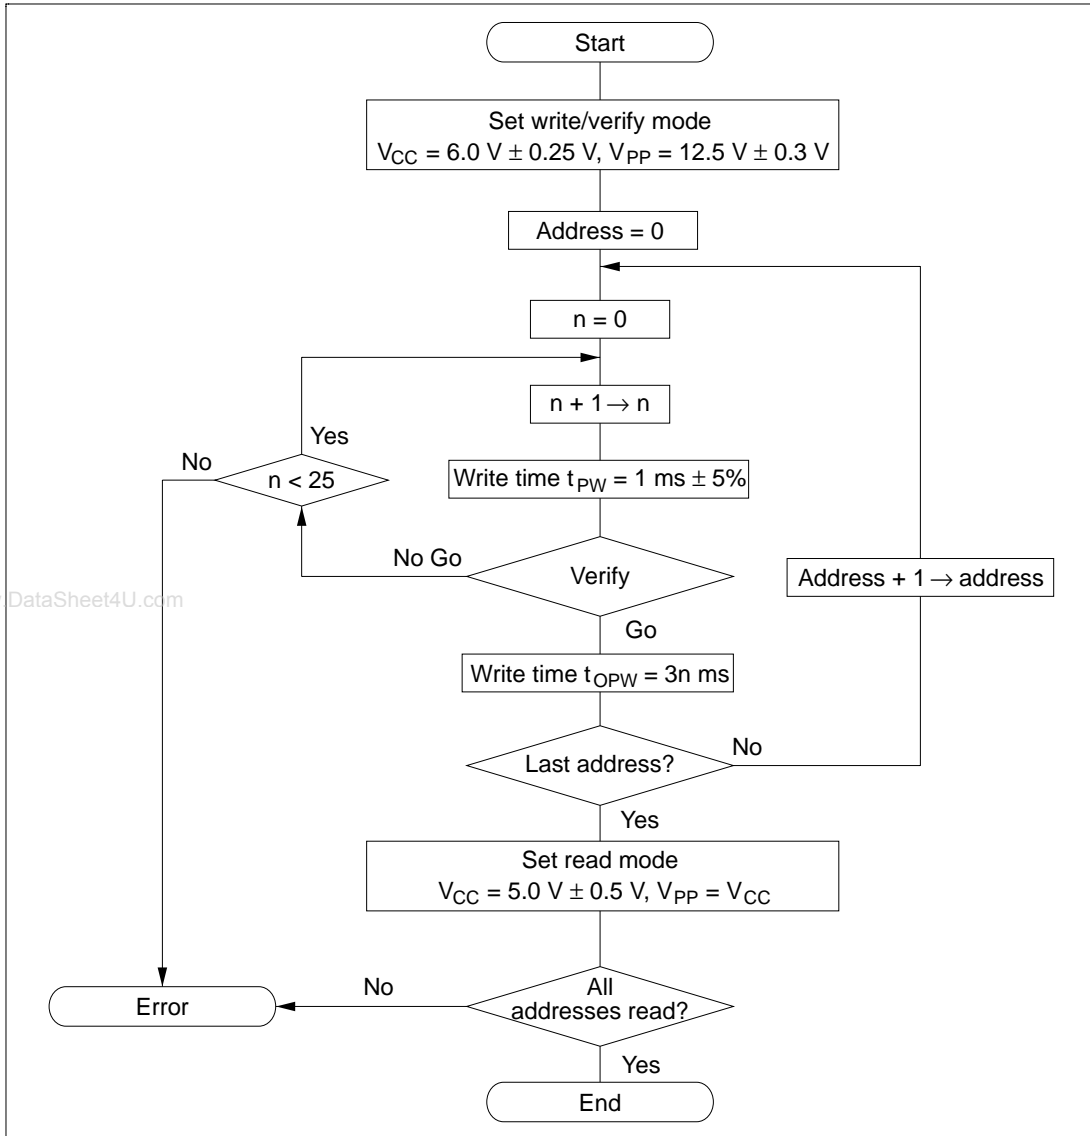 Start
Set write/verify mode
VCC = 6.0 V ± 0.25 V, VPP = 12.5 V ± 0.3 V
Address = 0
n = 0
n + 1 → n
Yes
No
n < 25
Write time tPW = 1 ms ± 5%
No Go
Verify
Address + 1 → address
.DataSheet4U.com
Go
Write time tOPW = 3n ms
Last address?
No
Yes
Set read mode
VCC = 5.0 V ± 0.5 V, VPP = VCC
Error
No
All
addresses read?
Yes
End